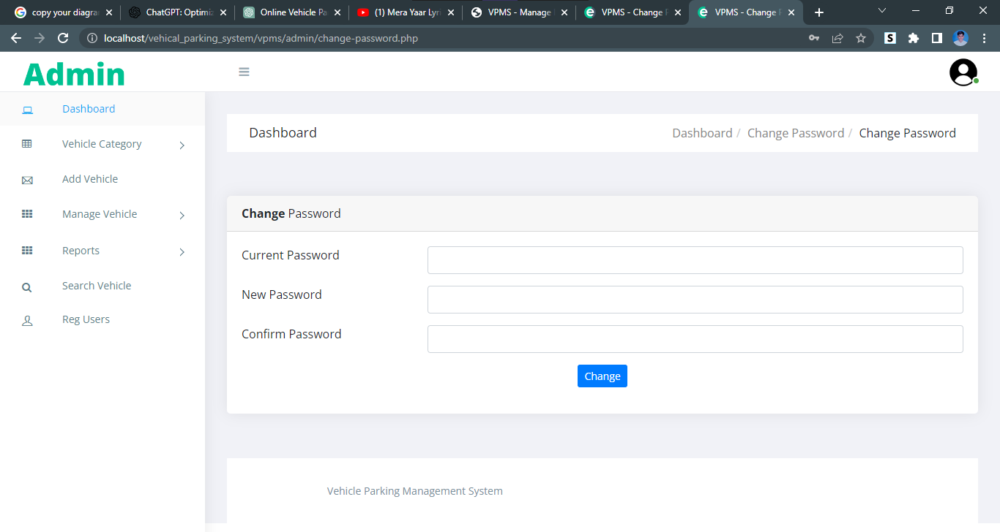 copy your diagra
ChatGPT: Optimiz
Online Vehicle Pa
(1) Mera Yaar Lyri
VPMS - Manage
VPMS - Change P
VPMS - Change P
localhost/vehical_parking_system/vpms/admin/change-password.php
S
Admin
Dashboard
Vehicle Category
Add Vehicle
Manage Vehicle
Reports
Search Vehicle
Reg Users
Dashboard
Dashboard / Change Password / Change Password
Change Password
Current Password
New Password
Confirm Password
Change
Vehicle Parking Management System